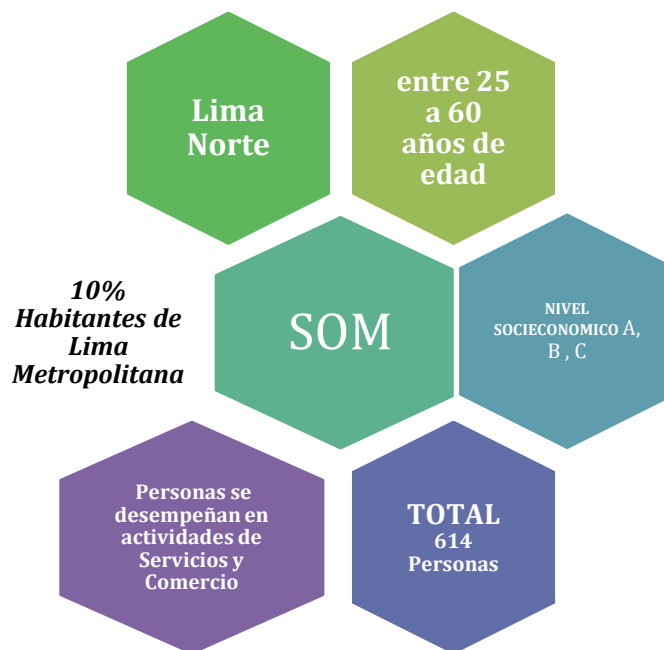 Lima
Norte
entre 25
a 60
años de
edad
10%
Habitantes de
Lima
Metropolitana
SOM
NIVEL
SOCIECONOMICO A,
B , C
Personas se
desempeñan en
actividades de
Servicios y
Comercio
TOTAL
614
Personas